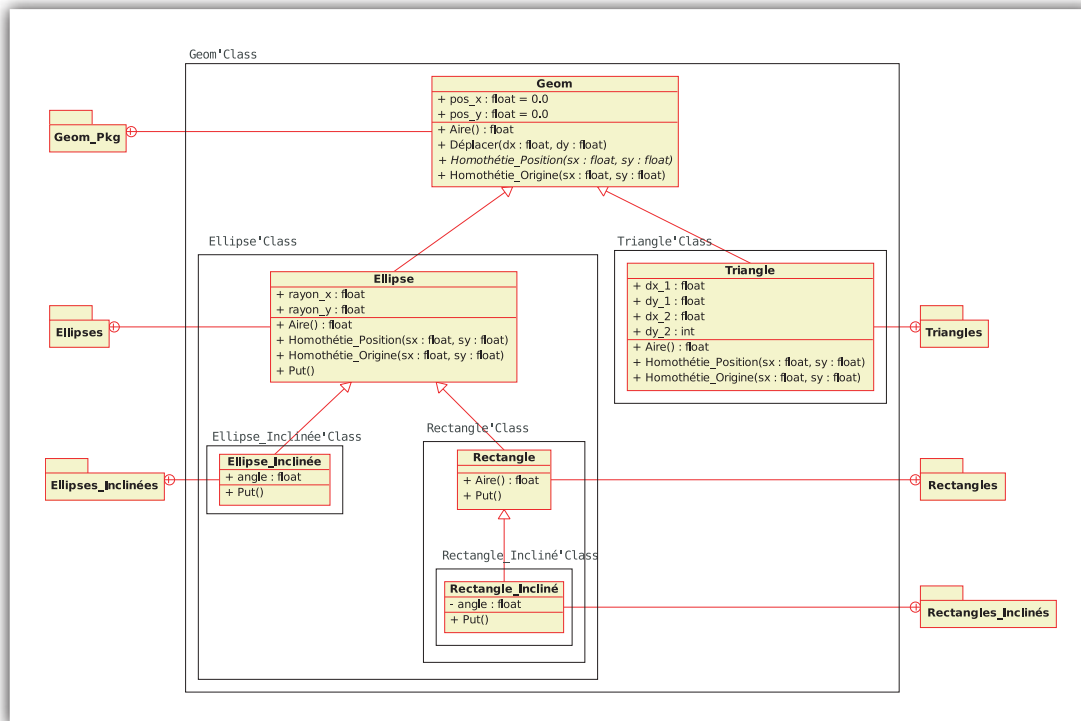 Geom'Class
Geom
+ pos_x : float = 0.0
+ pos_y : float = 0.0
+ Aire() : float
+ Déplacer(dx : float, dy : float)
+ Homothétie_Position(sx : float, sy : float)
+ Homothétie_Origine(sx : float, sy : float)
Geom_Pkg
Ellipse'Class
Ellipse
+ rayon_x : float
+ rayon_y : float
+ Aire() : float
+ Homothétie_Position(sx : float, sy : float)
+ Homothétie_Origine(sx : float, sy : float)
+ Put()
Ellipses
Triangle'Class
Triangle
+ dx_1 : float
+ dy_1 : float
+ dx_2 : float
+ dy_2 : int
+ Aire() : float
+ Homothétie_Position(sx : float, sy : float)
+ Homothétie_Origine(sx : float, sy : float)
Triangles
Ellipse_Inclinée'Class
Ellipse_Inclinée
+ angle : float
+ Put()
Ellipses_Inclinées
Rectangle'Class
Rectangle
+ Aire() : float
+ Put()
Rectangles
Rectangle_Incliné'Class
Rectangle_Incliné
- angle : float
+ Put()
Rectangles_Inclinés